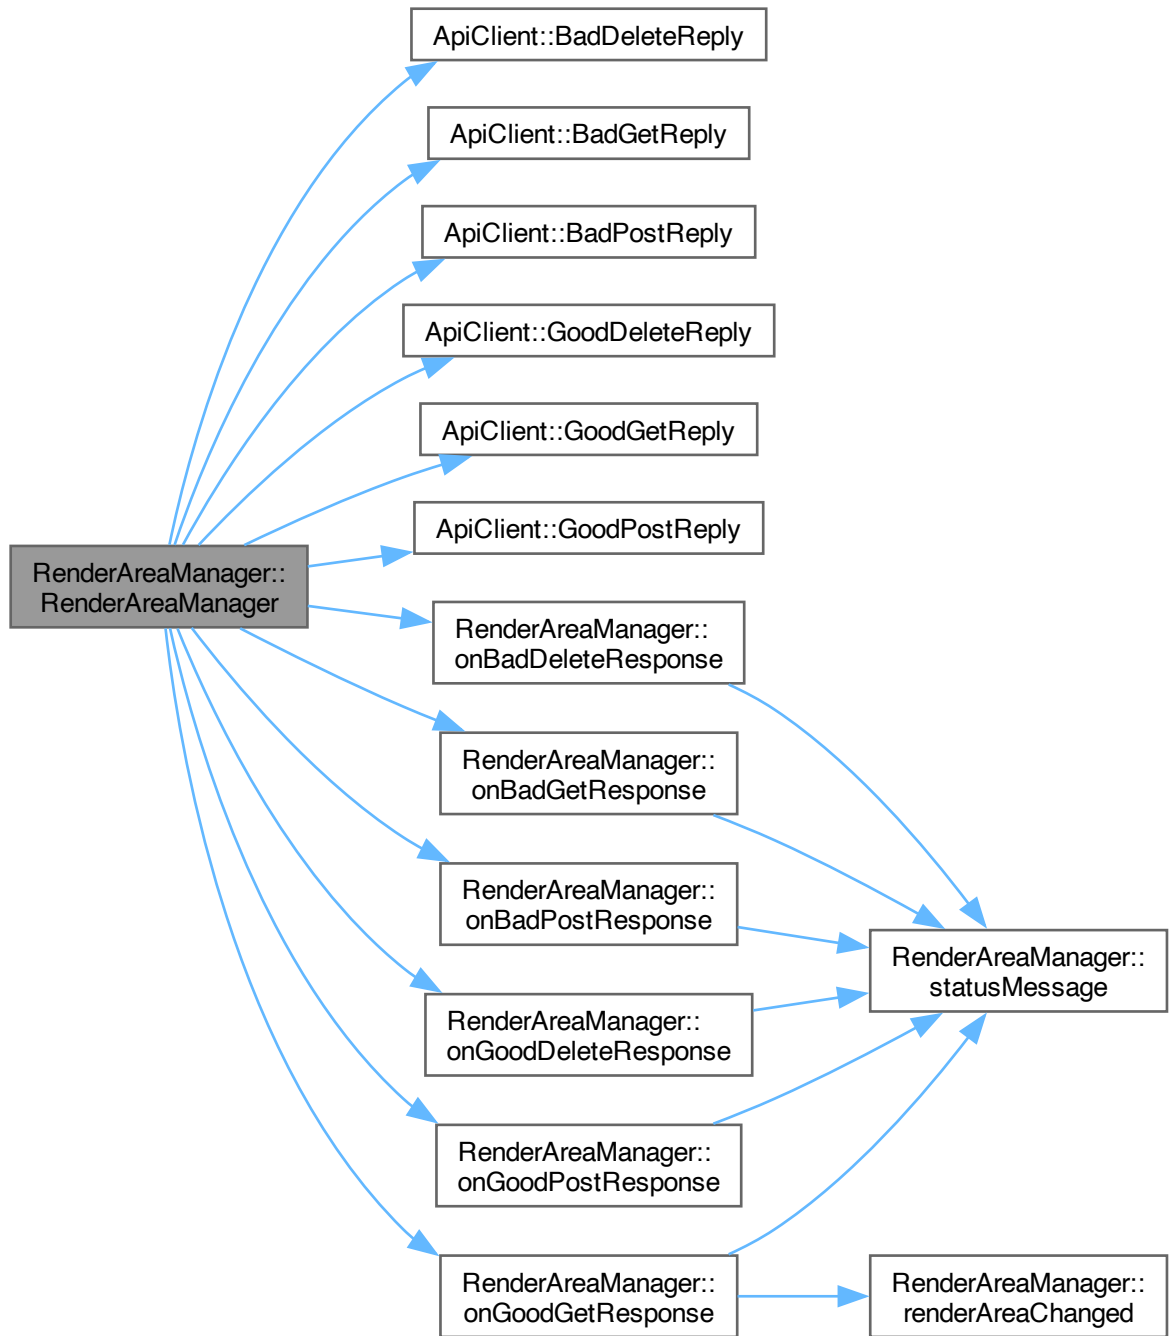 ApiClient::BadDeleteReply
ApiClient::BadGetReply
ApiClient::BadPostReply
ApiClient::GoodDeleteReply
ApiClient::GoodGetReply
ApiClient::GoodPostReply
RenderAreaManager::
RenderAreaManager
RenderAreaManager::
onBadDeleteResponse
RenderAreaManager::
onBadGetResponse
RenderAreaManager::
onBadPostResponse
RenderAreaManager::
statusMessage
RenderAreaManager::
onGoodDeleteResponse
RenderAreaManager::
onGoodPostResponse
RenderAreaManager::
onGoodGetResponse
RenderAreaManager::
renderAreaChanged